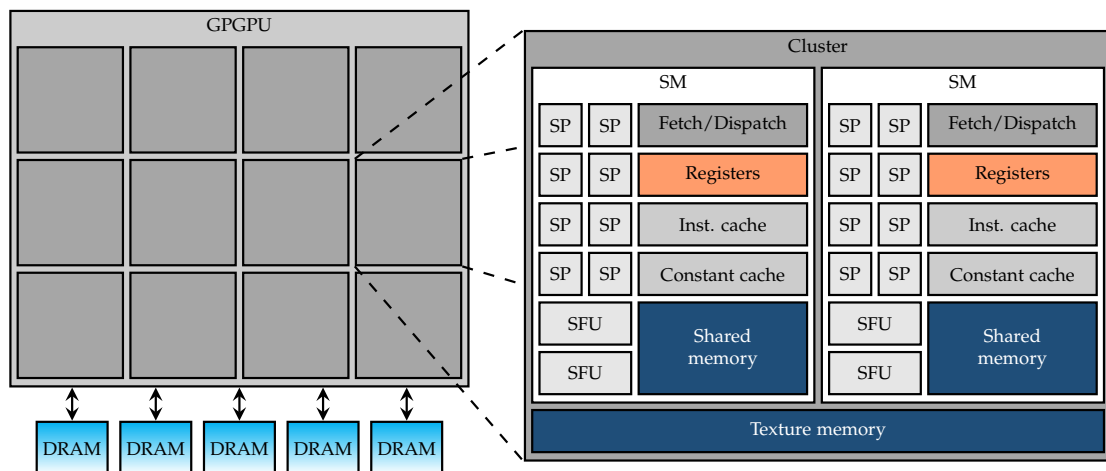 GPGPU
DRAM DRAM DRAM DRAM DRAM
Cluster
SM SM
SP SP Fetch/Dispatch SP SP Fetch/Dispatch
SP SP Registers SP SP Registers
SP SP Inst. cache SP SP Inst. cache
SP SP Constant cache SP SP Constant cache
SFU Shared SFU Shared
memory memory
SFU SFU
Texture memory